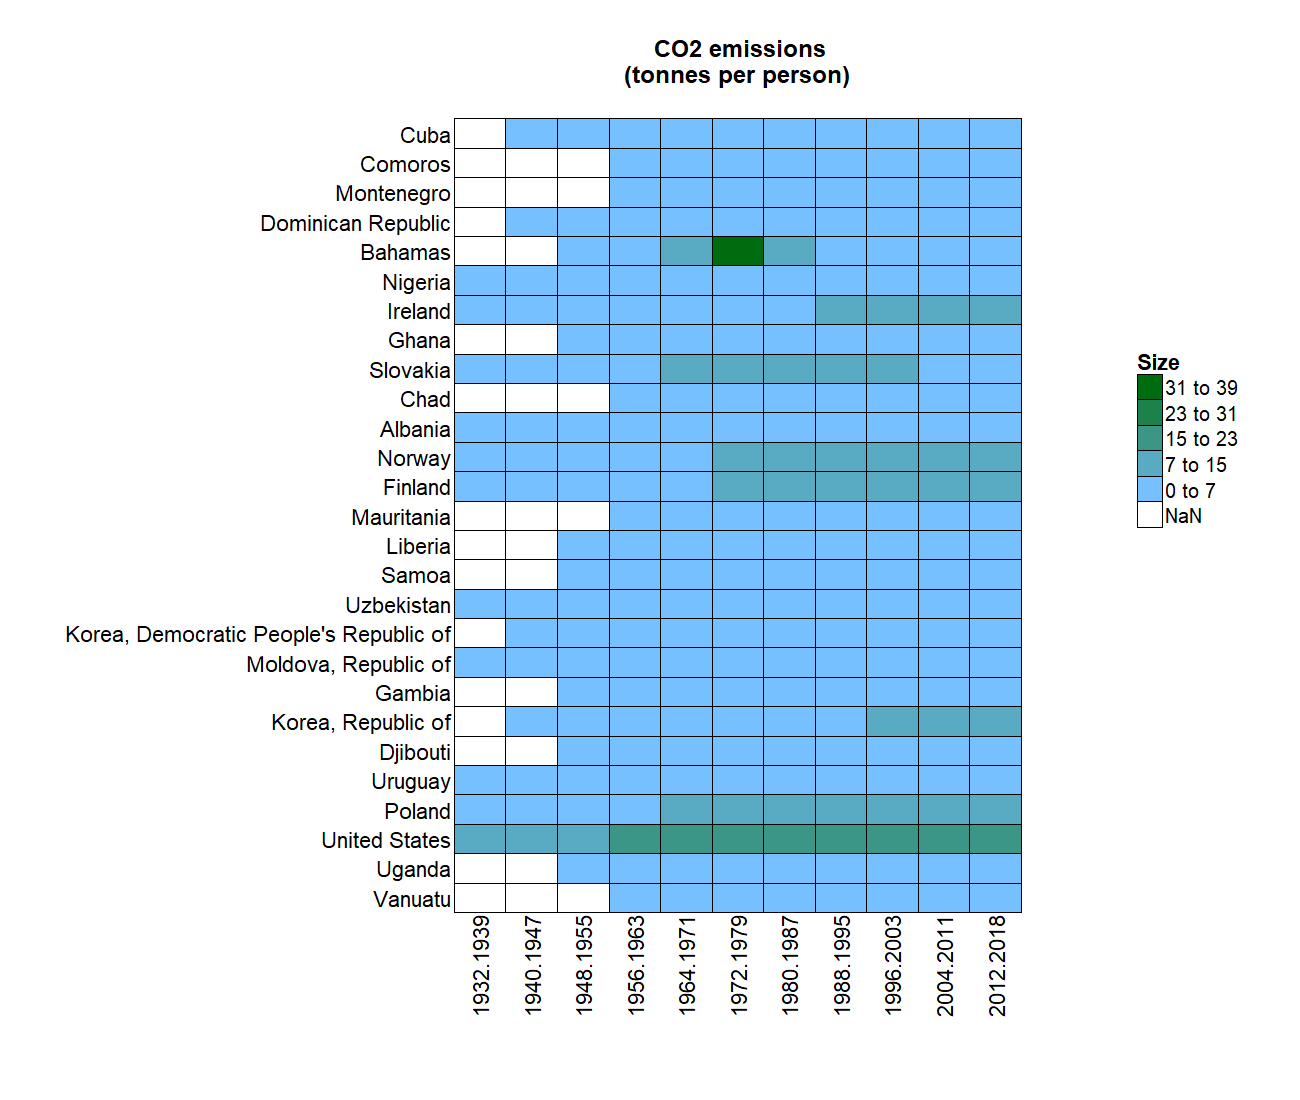 CO2 emissions
(tonnes per person)
Cuba
Comoros
Montenegro
Dominican Republic
Bahamas
Nigeria
Ireland
Ghana
Slovakia
Chad
Albania
Norway
Finland
Mauritania
Liberia
Samoa
Uzbekistan
Korea, Democratic People's Republic of
Moldova, Republic of
Gambia
Korea, Republic of
Djibouti
Uruguay
Poland
United States
Uganda
Vanuatu
1932.1939
1940.1947
1948.1955
1956.1963
1964.1971
1972.1979
1980.1987
1988.1995
1996.2003
2004.2011
2012.2018
Size
31 to 39
23 to 31
15 to 23
7 to 15
0 to 7
NaN